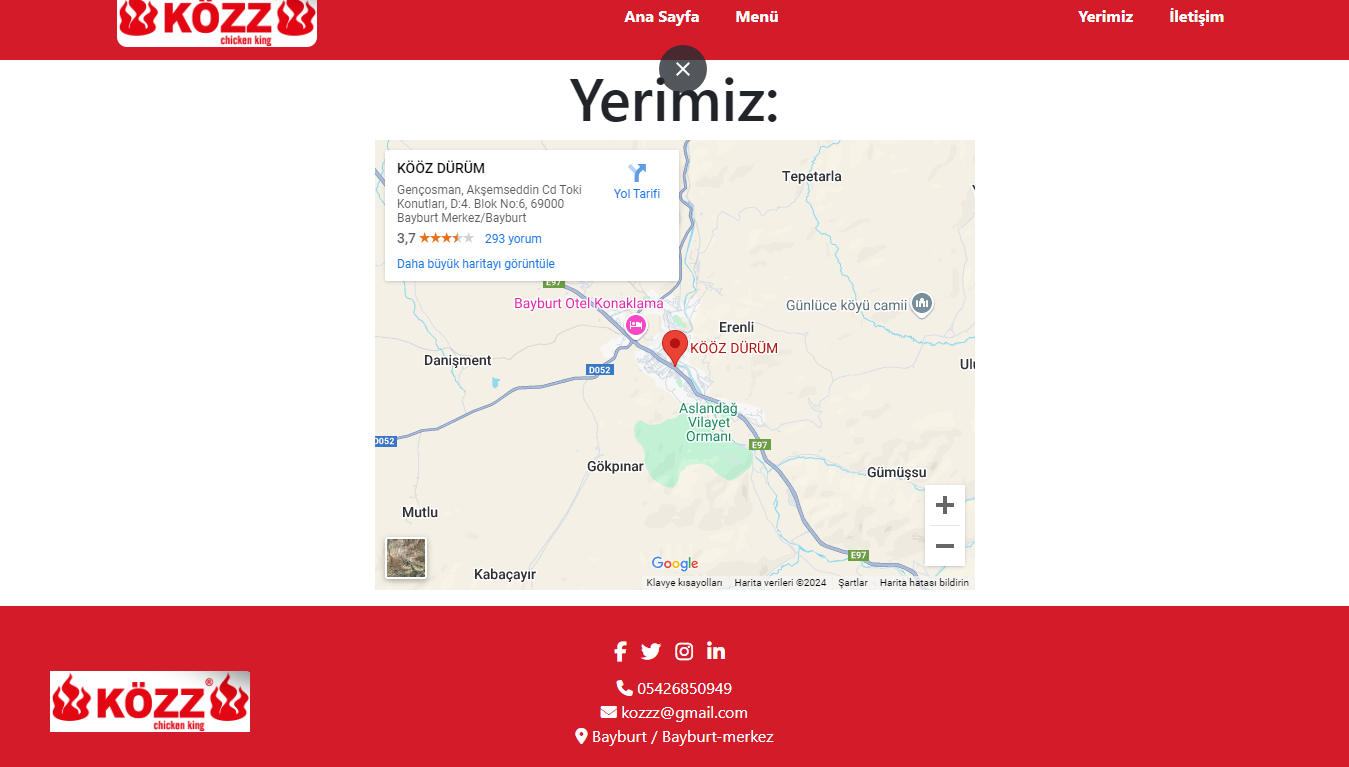 KÖZZ
chicken king
Ana Sayfa
Menü
Yerimiz
İletişim
Yerimiz:
KÖÖZ DÜRÜM
Gençosman, Akşemseddin Cd Toki
Konutları, D:4. Blok No:6, 69000
Bayburt Merkez/Bayburt
3,7
293 yorum
Daha büyük haritayı görüntüle
Yol Tarifi
Tepetarla
E97
Bayburt Otel Konaklama
Günlüce köyü camii
Erenli
KÖÖZ DÜRÜM
Danişment
D052
Aslandağ
Vilayet
Ormanı
D052
E97
Gökpınar
Gümüşsu
Mutlu
E97
Kabaçayır
Google
Klavye kısayolları
Harita verileri ©2024
Şartlar
Harita hatası bildirin
05426850949
kozzz@gmail.com
Bayburt / Bayburt-merkez
KÖZZ®
chicken king